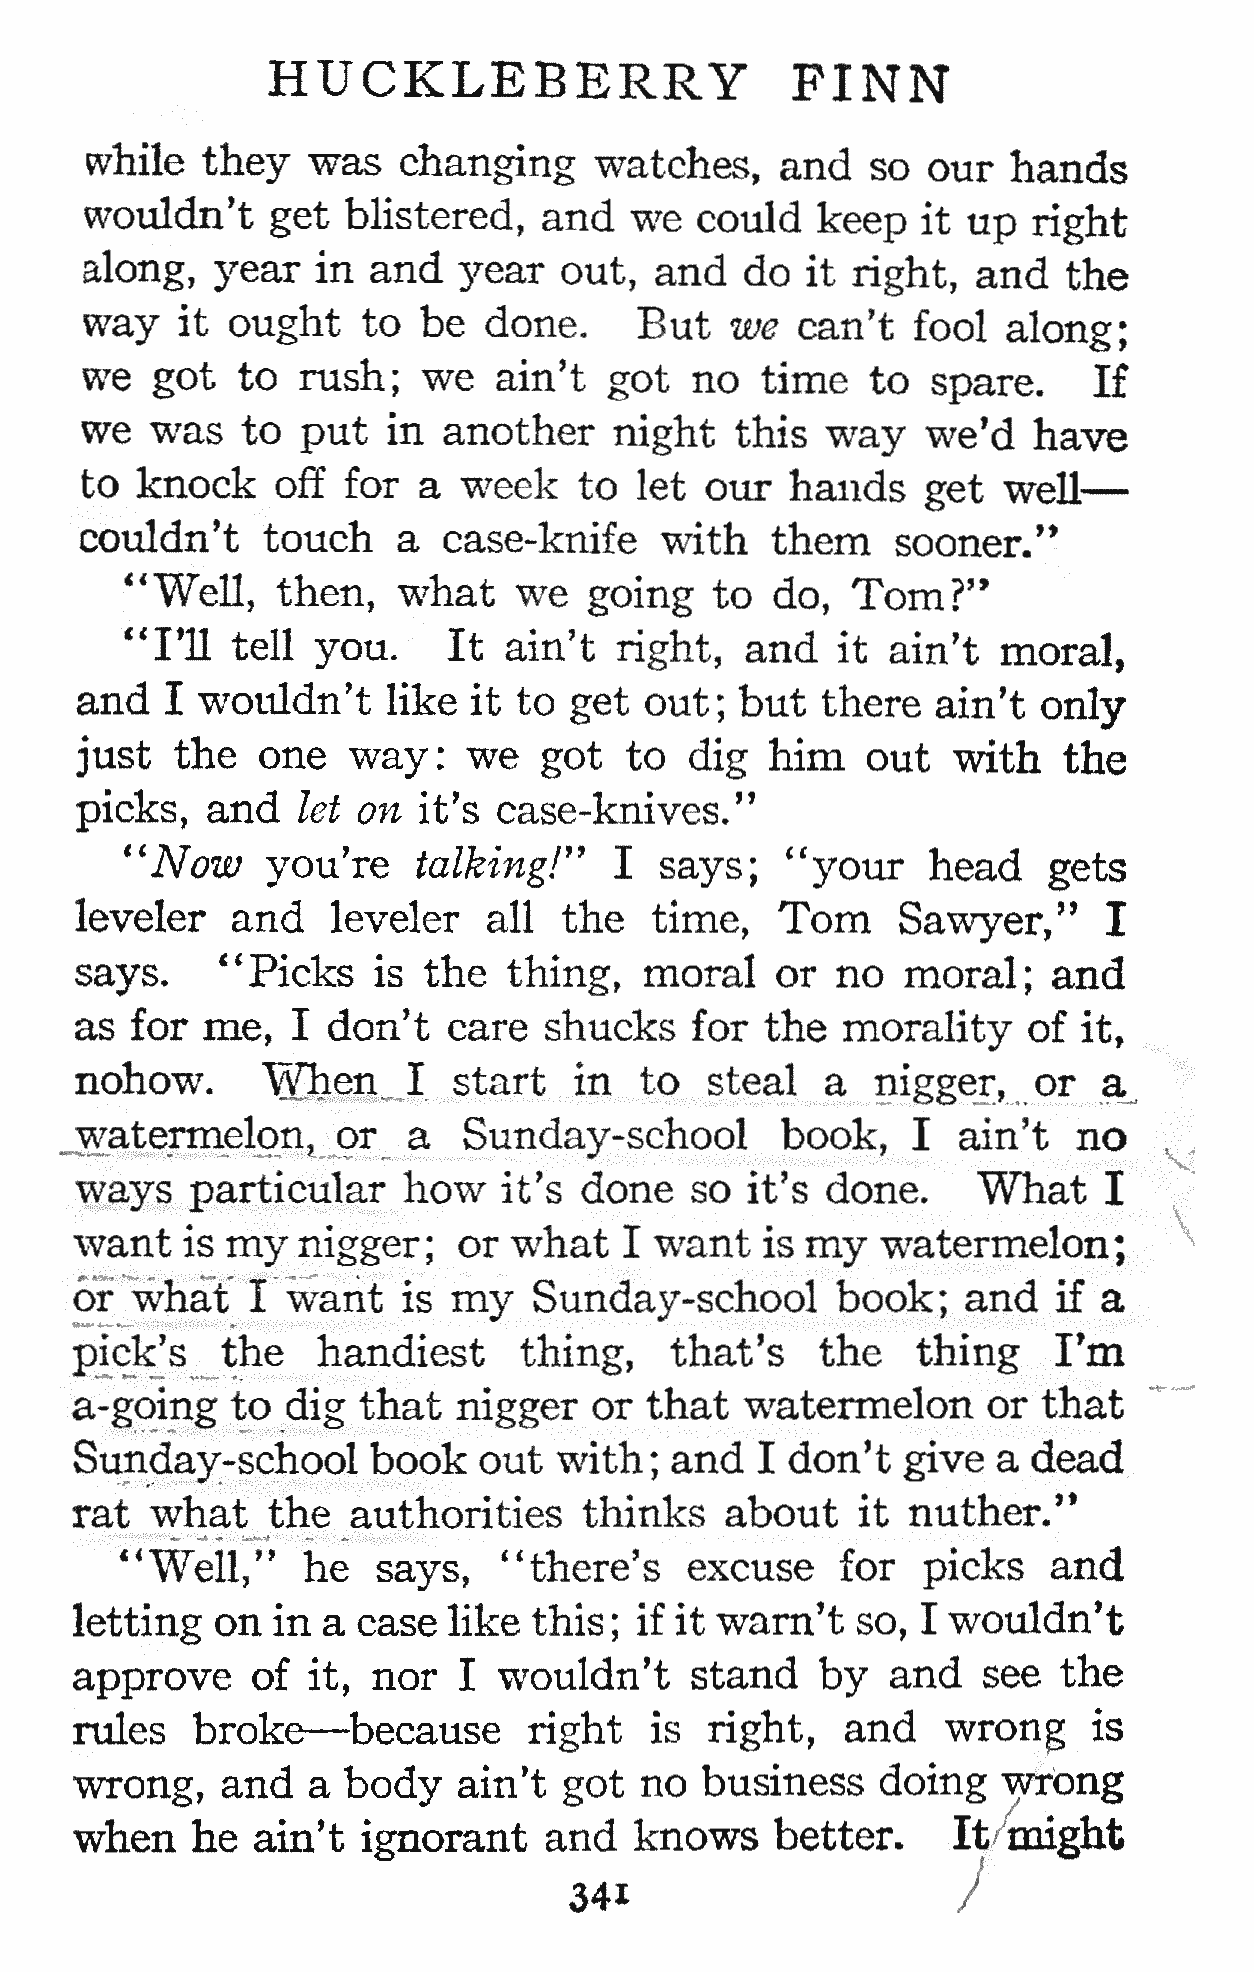 HUCKLEBERRY FINN
while they was changing watches, and so our hands
wouldn't get blistered, and we could keep it up right
along, year in and year out, and do it right, and the
way it ought to be done. But we can't fool along;
we got to rush; we ain't got no time to spare. If
we was to put in another night this way we'd have
to knock off for a week to let our hands get well—
couldn't touch a case-knife with them sooner."
"Well, then, what we going to do, Tom?"
"I'll tell you. It ain't right, and it ain't moral,
and I wouldn't like it to get out; but there ain't only
just the one way: we got to dig him out with the
picks, and let on it's case-knives."
"Now you're talking!" I says; "your head gets
leveler and leveler all the time, Tom Sawyer," I
says. "Picks is the thing, moral or no moral; and
as for me, I don't care shucks for the morality of it,
nohow. When I start in to steal a nigger, or a
watermelon, or a Sunday-school book, I ain't no
ways particular how it's done so it's done. What I
want is my nigger; or what I want is my watermelon;
or what I want is my Sunday-school book; and if a
pick's the handiest thing, that's the thing I'm
a-going to dig that nigger or that watermelon or that
Sunday-school book out with; and I don't give a dead
rat what the authorities thinks about it nuther."
"Well," he says, "there's excuse for picks and
letting on in a case like this; if it warn't so, I wouldn't
approve of it, nor I wouldn't stand by and see the
rules broke—because right is right, and wrong is
wrong, and a body ain't got no business doing wrong
when he ain't ignorant and knows better. It might
341